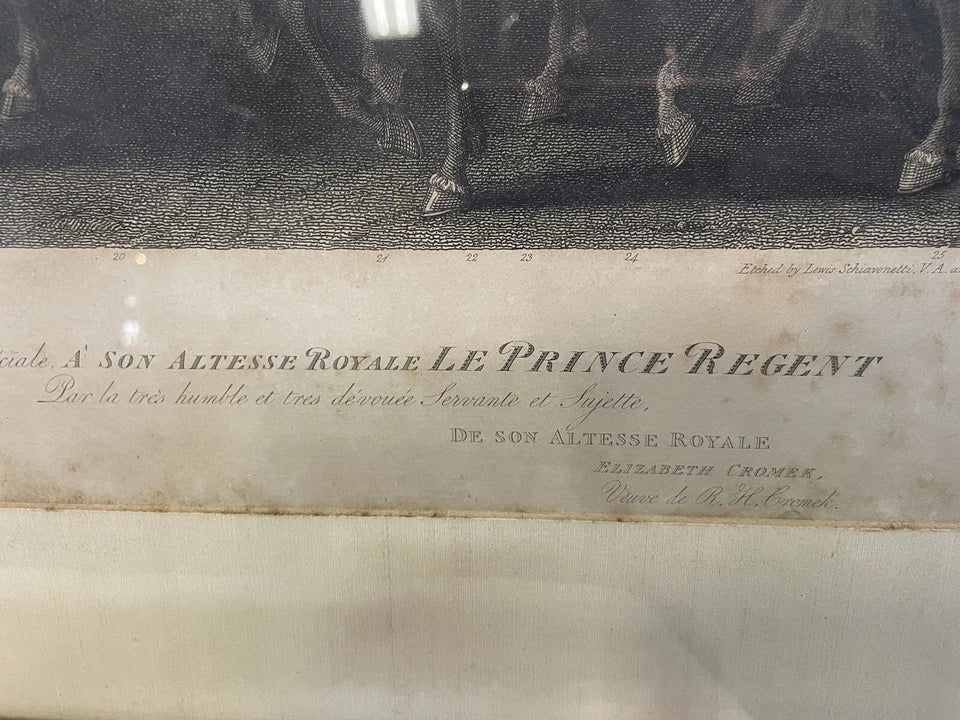 20 21 22 23 24 25
Etched by Lewis Schiavonetti, V.A.
ciale, À SON ALTESSE ROYALE LE PRINCE REGENT
Par la très humble et tres dévouée Servante et Sujette,
DE SON ALTESSE ROYALE
ELIZABETH CROMEK,
Veuve de R. H. Cromek.